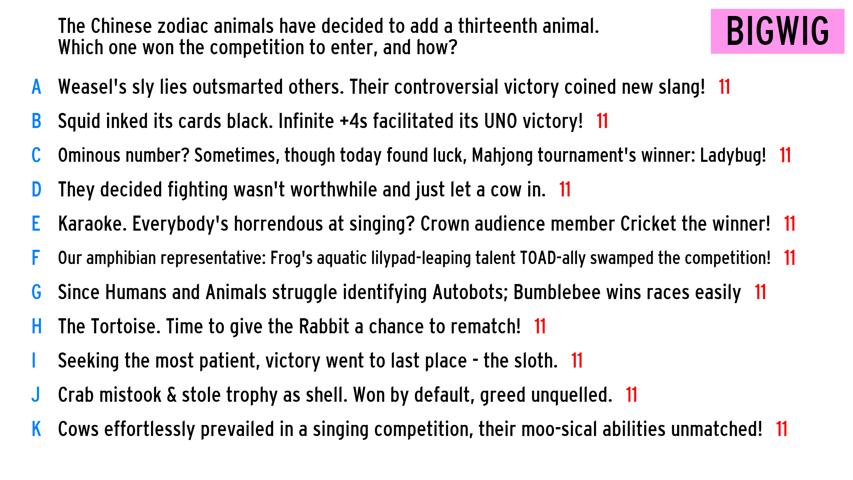 The Chinese zodiac animals have decided to add a thirteenth animal.
Which one won the competition to enter, and how?
BIGWIG
A Weasel's sly lies outsmarted others. Their controversial victory coined new slang! 11
B Squid inked its cards black. Infinite +4s facilitated its UNO victory! 11
C Ominous number? Sometimes, though today found luck, Mahjong tournament's winner: Ladybug! 11
D They decided fighting wasn't worthwhile and just let a cow in. 11
E Karaoke. Everybody's horrendous at singing? Crown audience member Cricket the winner! 11
F Our amphibian representative: Frog's aquatic lilypad-leaping talent TOAD-ally swamped the competition! 11
G Since Humans and Animals struggle identifying Autobots; Bumblebee wins races easily 11
H The Tortoise. Time to give the Rabbit a chance to rematch! 11
I Seeking the most patient, victory went to last place - the sloth. 11
J Crab mistook & stole trophy as shell. Won by default, greed unquelled. 11
K Cows effortlessly prevailed in a singing competition, their moo-sical abilities unmatched! 11